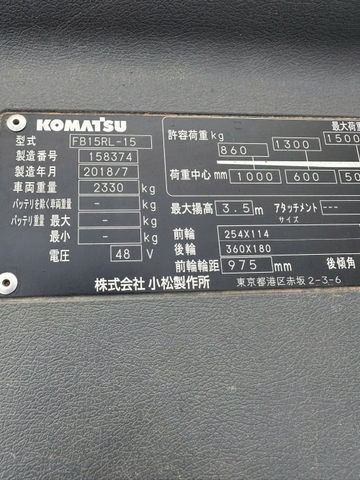 KOMATSU
型式 FB15RL-15
製造番号 158374
製造年月 2018/7
車両重量 2330 kg
バッテリを除く車両重量 - kg
バッテリ重量 最大 - kg
最小 - kg
電圧 48 V
許容荷重 kg 最大荷
860 1300 1500
荷重中心 mm 1000 600 50
最大揚高 3.5 m アタッチメント ---
サイズ
前輪 254X114
後輪 360X180
前輪輪距 975 mm 後傾角
株式会社 小松製作所 東京都港区赤坂 2-3-6